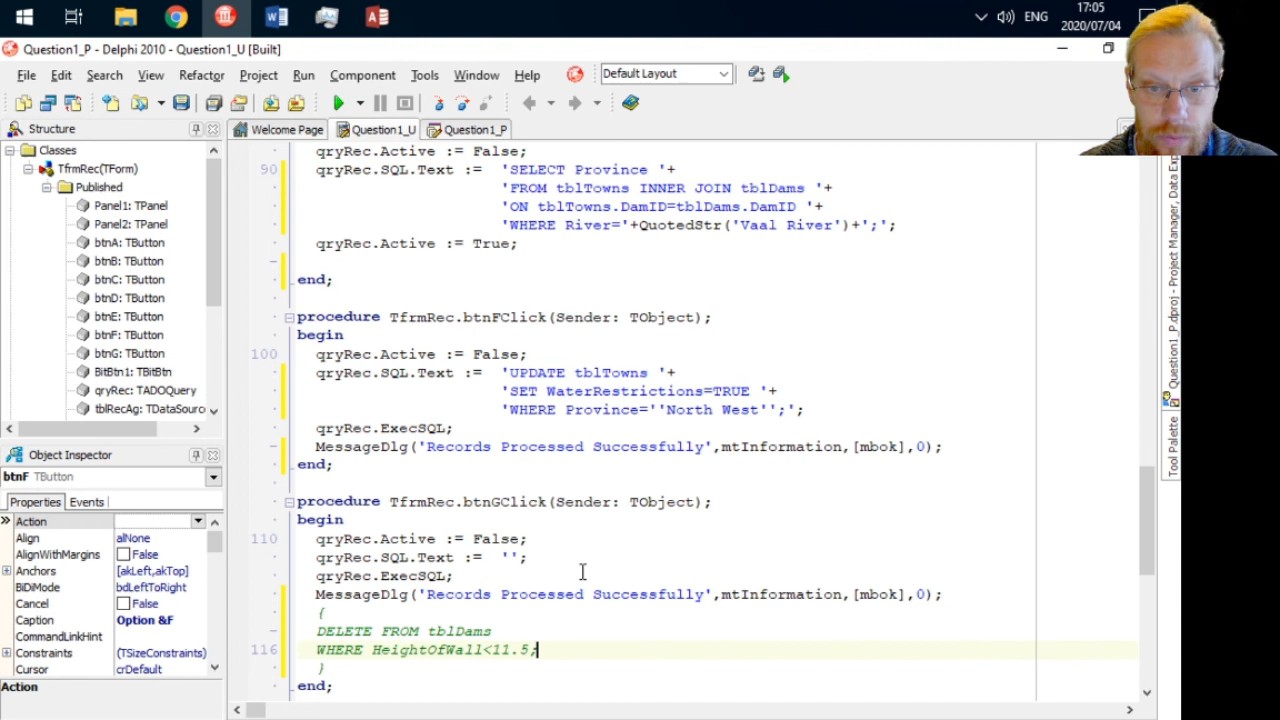 17:05
ENG
2020/07/04
Question1_P - Delphi 2010 - Question1_U [Built]
File Edit Search View Refactor Project Run Component Tools Window Help
Default Layout
Structure
Welcome Page Question1_U Question1_P
Classes
TfrmRec(TForm)
Published
Panel1: TPanel
Panel2: TPanel
btnA: TButton
btnB: TButton
btnC: TButton
btnD: TButton
btnE: TButton
btnF: TButton
btnG: TButton
BitBtn1: TBitBtn
qryRec: TADOQuery
tblRecAg: TDataSourc
Object Inspector
btnF TButton
Properties Events
Action
Align alNone
AlignWithMargins False
Anchors [akLeft,akTop]
BiDiMode bdLeftToRight
Cancel False
Caption Option &F
CommandLinkHint
Constraints (TSizeConstraints)
Cursor crDefault
Action
qryRec.Active := False;
90 qryRec.SQL.Text := 'SELECT Province '+
'FROM tblTowns INNER JOIN tblDams '+
'ON tblTowns.DamID=tblDams.DamID '+
'WHERE River='+QuotedStr('Vaal River')+';';
qryRec.Active := True;
end;
procedure TfrmRec.btnFClick(Sender: TObject);
begin
100 qryRec.Active := False;
qryRec.SQL.Text := 'UPDATE tblTowns '+
'SET WaterRestrictions=TRUE '+
'WHERE Province=''North West'';';
qryRec.ExecSQL;
MessageDlg('Records Processed Successfully',mtInformation,[mbok],0);
end;
procedure TfrmRec.btnGClick(Sender: TObject);
begin
110 qryRec.Active := False;
qryRec.SQL.Text := '';
qryRec.ExecSQL;
MessageDlg('Records Processed Successfully',mtInformation,[mbok],0);
{
DELETE FROM tblDams
116 WHERE HeightOfWall<11.5;
}
end;
Question1_P.dproj - Project Manager, Data Exp
Tool Palette